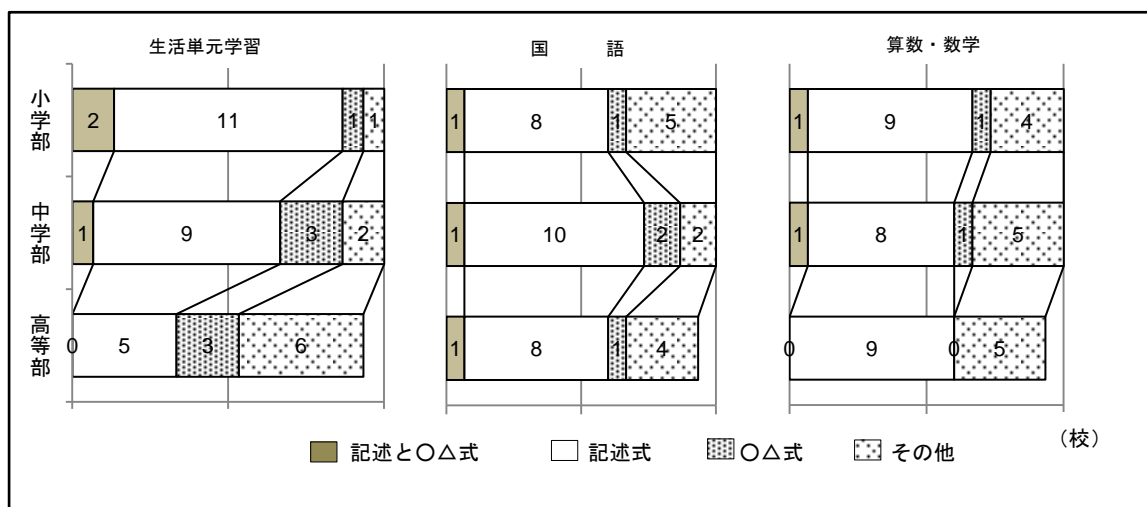 生活単元学習
国　　語
算数・数学
小学部
2 11 1 1
1 8 1 5
1 9 1 4
中学部
1 9 3 2
1 10 2 2
1 8 1 5
高等部
0 5 3 6
1 8 1 4
0 9 0 5
(校)
記述と〇△式　記述式　〇△式　その他